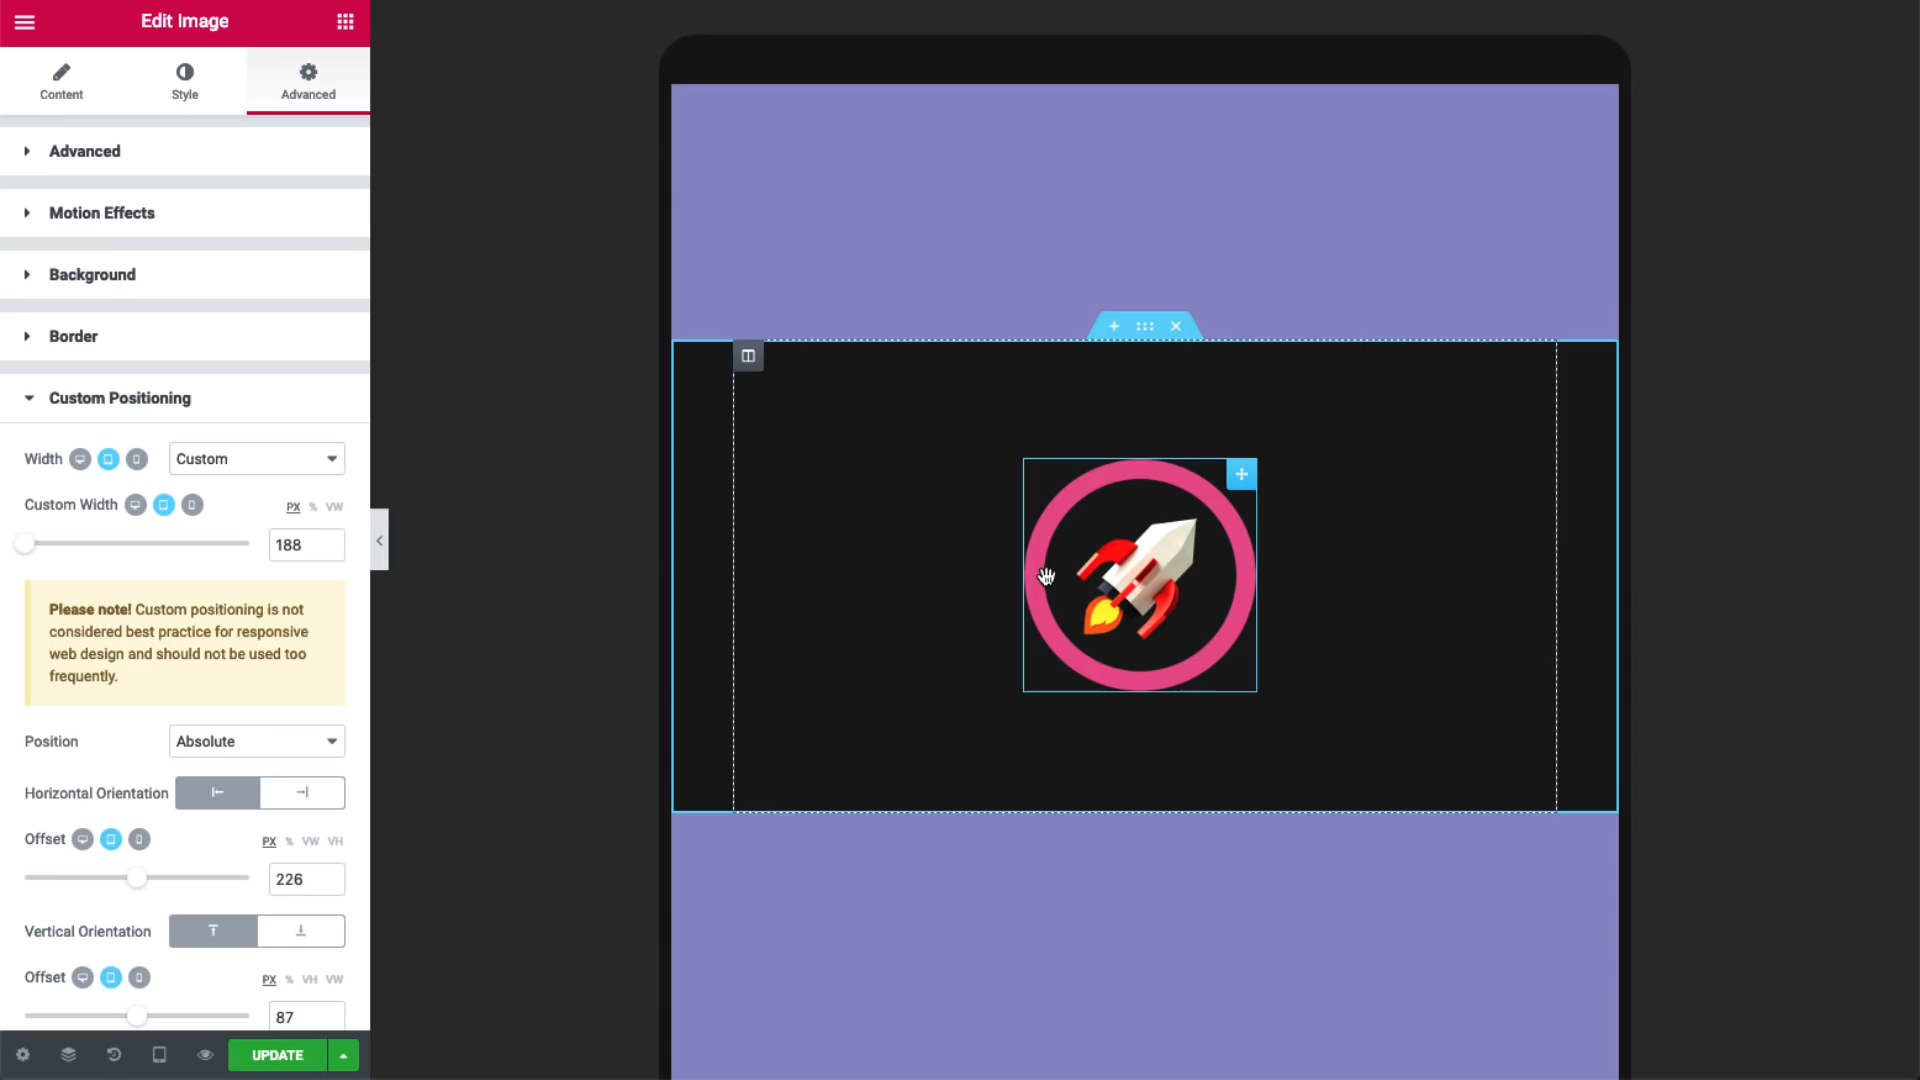 Edit Image
Content
Style
Advanced
Advanced
Motion Effects
Background
Border
Custom Positioning
Width
Custom
Custom Width
PX % VW
188
Please note! Custom positioning is not
considered best practice for responsive
web design and should not be used too
frequently.
Position
Absolute
Horizontal Orientation
Offset
PX % VW VH
226
Vertical Orientation
Offset
PX % VH VW
87
UPDATE